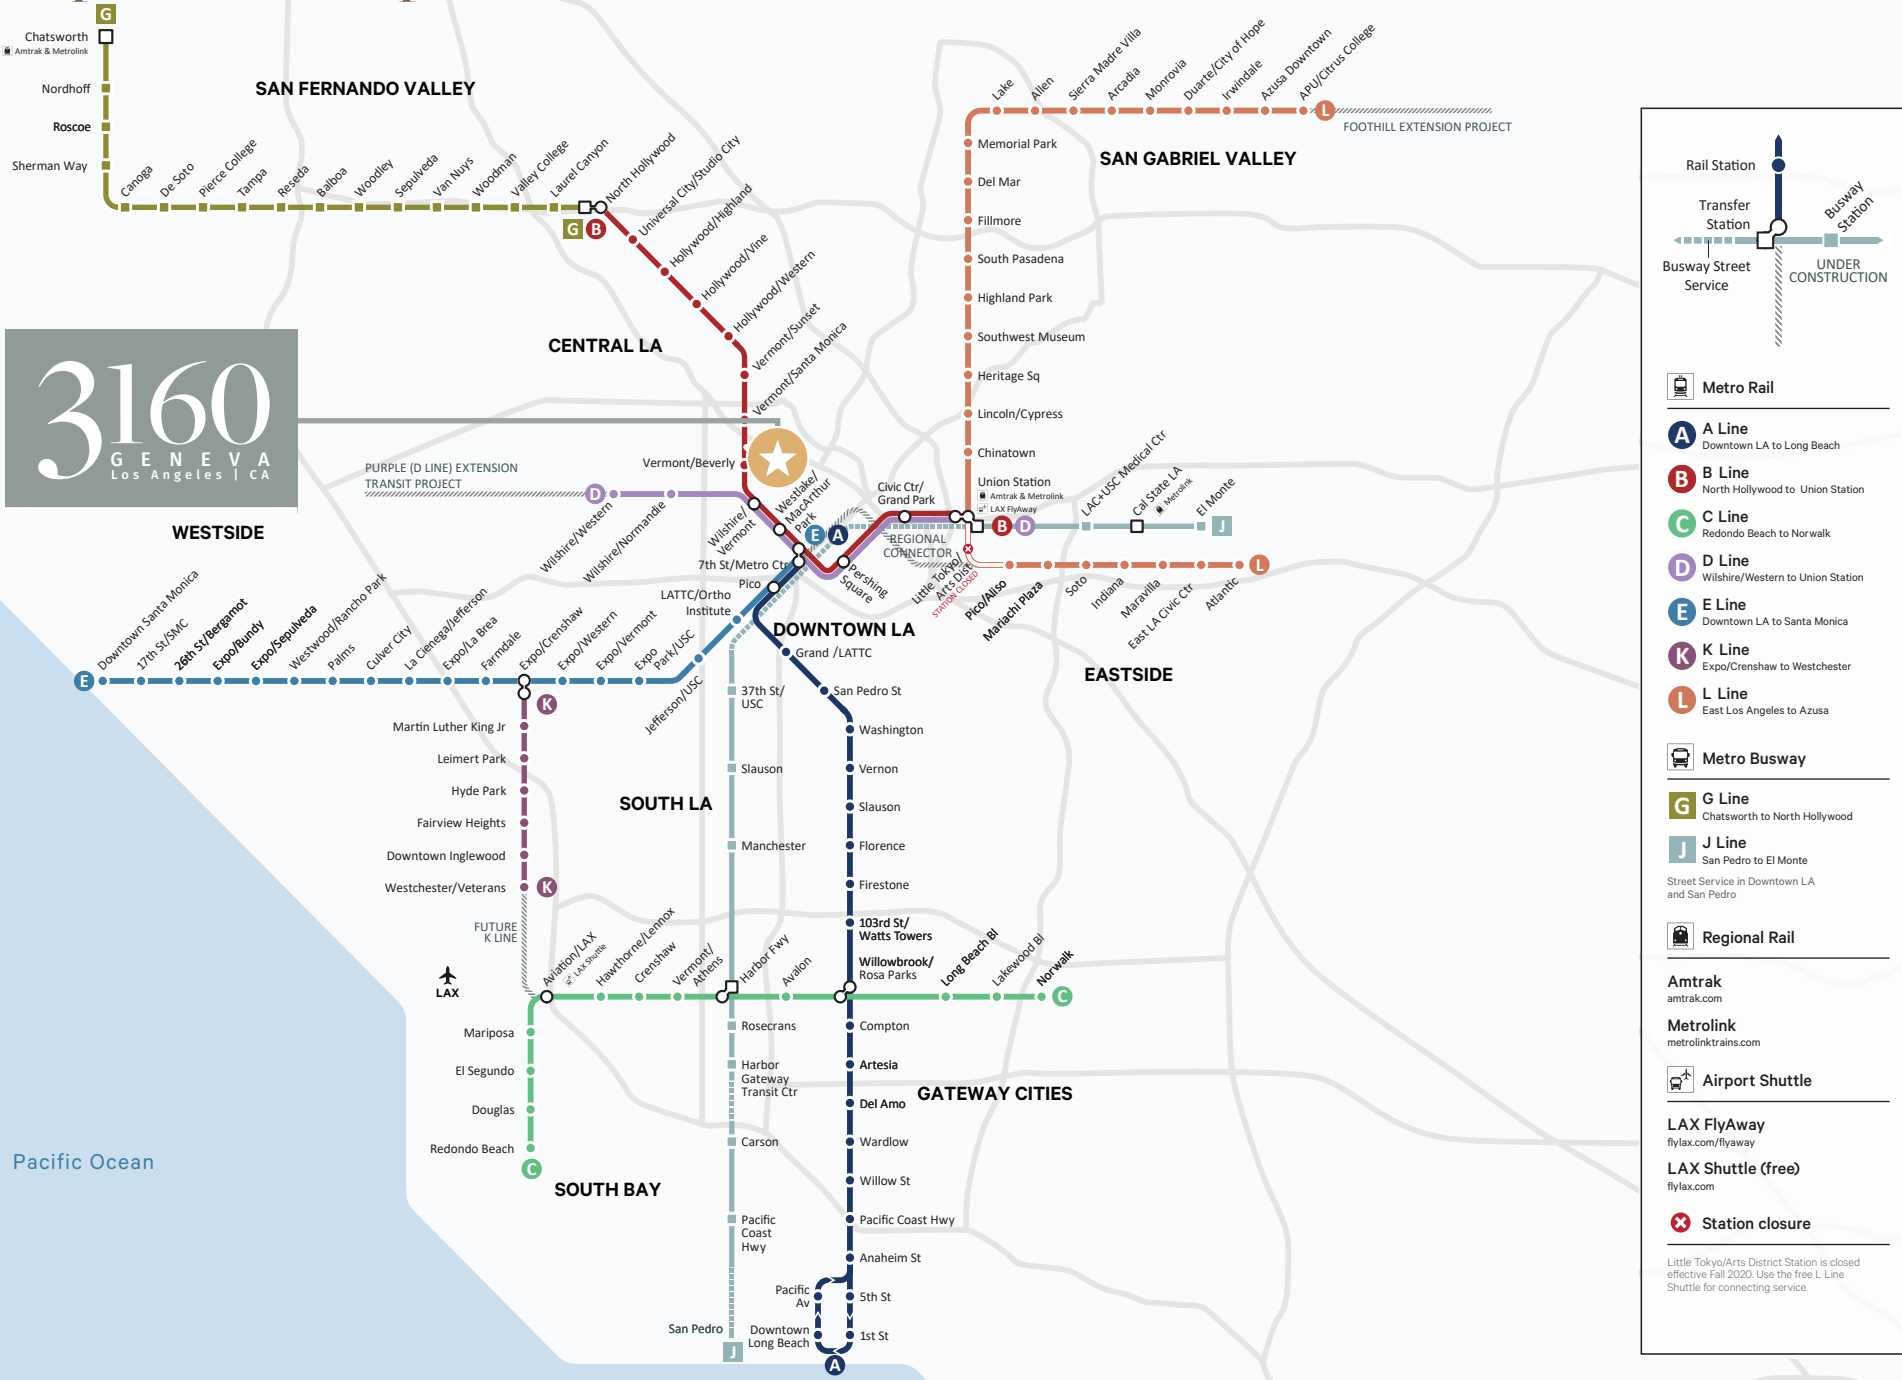 G
Chatsworth
Amtrak & Metrolink
Nordhoff
Roscoe
Sherman Way
SAN FERNANDO VALLEY
Canoga
De Soto
Pierce College
Tampa
Reseda
Balboa
Woodley
Sepulveda
Van Nuys
Woodman
Valley College
Laurel Canyon
North Hollywood
G B
Universal City/Studio City
Hollywood/Highland
Hollywood/Vine
Hollywood/Western
Vermont/Sunset
Vermont/Santa Monica
CENTRAL LA
Vermont/Beverly
3160
GENEVA
Los Angeles | CA
WESTSIDE
PURPLE (D LINE) EXTENSION
TRANSIT PROJECT
D
Wilshire/Western
Wilshire/Normandie
Wilshire/
Vermont
Westlake/
MacArthur
Park
E A
7th St/Metro Ctr
Pico
LATTC/Ortho
Institute
Pershing
Square
Civic Ctr/
Grand Park
REGIONAL
CONNECTOR
Lake
Allen
Sierra Madre Villa
Arcadia
Monrovia
Duarte/City of Hope
Irwindale
Azusa Downtown
APU/Citrus College
L
FOOTHILL EXTENSION PROJECT
SAN GABRIEL VALLEY
Memorial Park
Del Mar
Fillmore
South Pasadena
Highland Park
Southwest Museum
Heritage Sq
Lincoln/Cypress
Chinatown
Union Station
Amtrak & Metrolink
LAX FlyAway
B D
LAC+USC Medical Ctr
Cal State LA
Metrolink
El Monte
J
Little Tokyo/
Arts Dist
STATION CLOSED
Pico/Aliso
Mariachi Plaza
Soto
Indiana
Maravilla
East LA Civic Ctr
Atlantic
L
DOWNTOWN LA
EASTSIDE
E
Downtown Santa Monica
17th St/SMC
26th St/Bergamot
Expo/Bundy
Expo/Sepulveda
Westwood/Rancho Park
Palms
Culver City
La Cienega/Jefferson
Expo/La Brea
Farmdale
Expo/Crenshaw
Expo/Western
Expo/Vermont
Expo
Park/USC
Jefferson/USC
K
Martin Luther King Jr
Leimert Park
Hyde Park
Fairview Heights
Downtown Inglewood
Westchester/Veterans
K
FUTURE
K LINE
LAX
SOUTH LA
37th St/
USC
Slauson
Manchester
Grand /LATTC
San Pedro St
Washington
Vernon
Slauson
Florence
Firestone
103rd St/
Watts Towers
Willowbrook/
Rosa Parks
Aviation/LAX
LAX Shuttle
Hawthorne/Lennox
Crenshaw
Vermont/
Athens
Harbor Fwy
Avalon
Long Beach Bl
Lakewood Bl
Norwalk
C
Mariposa
El Segundo
Douglas
Redondo Beach
C
SOUTH BAY
Rosecrans
Harbor
Gateway
Transit Ctr
Carson
Pacific
Coast
Hwy
San Pedro
J
Compton
Artesia
Del Amo
Wardlow
Willow St
Pacific Coast Hwy
Anaheim St
Pacific
Av
5th St
Downtown
Long Beach
1st St
A
GATEWAY CITIES
Pacific Ocean
Rail Station
Transfer
Station
Busway
Station
Busway Street
Service
UNDER
CONSTRUCTION
Metro Rail
A A Line
Downtown LA to Long Beach
B B Line
North Hollywood to Union Station
C C Line
Redondo Beach to Norwalk
D D Line
Wilshire/Western to Union Station
E E Line
Downtown LA to Santa Monica
K K Line
Expo/Crenshaw to Westchester
L L Line
East Los Angeles to Azusa
Metro Busway
G G Line
Chatsworth to North Hollywood
J J Line
San Pedro to El Monte
Street Service in Downtown LA
and San Pedro
Regional Rail
Amtrak
amtrak.com
Metrolink
metrolinktrains.com
Airport Shuttle
LAX FlyAway
flylax.com/flyaway
LAX Shuttle (free)
flylax.com
Station closure
Little Tokyo/Arts District Station is closed
effective Fall 2020. Use the free L Line
Shuttle for connecting service.